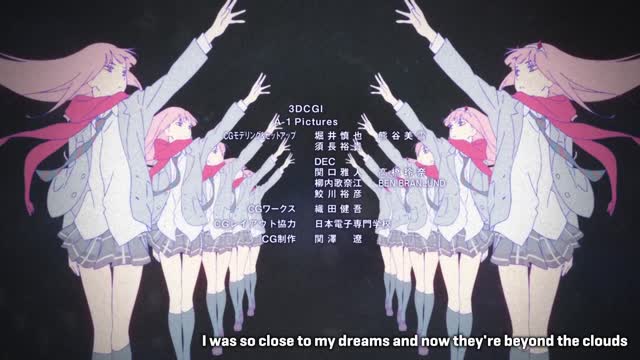 3DCGI
A-1 Pictures
CGモデリング/セットアップ 堀井慎也 熊谷美
須長裕
DEC
関口雅人
柳内歌奈江 BEN BRANLUND
鮫川裕彦
CGワークス 織田健吾
CGレイアウト協力 日本電子専門学校
CG制作 関澤 遼
I was so close to my dreams and now they're beyond the clouds